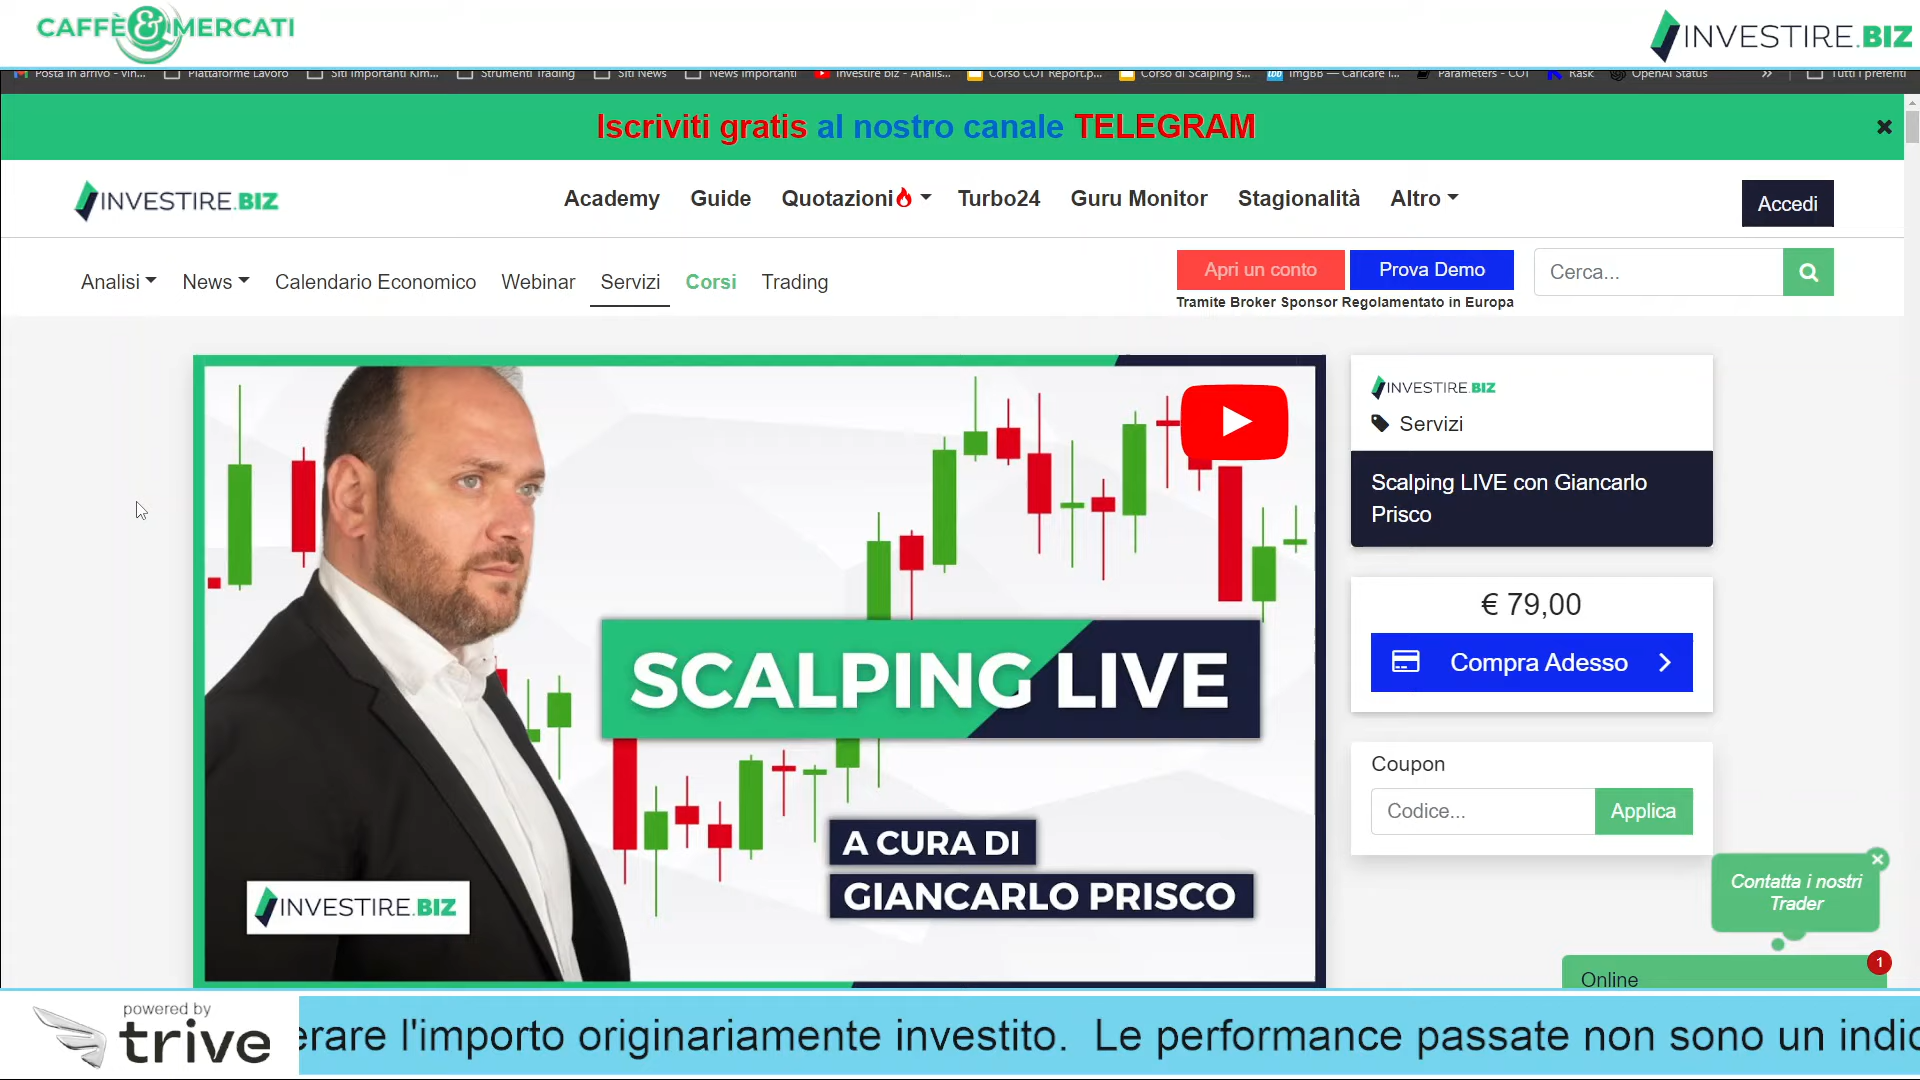 CAFFÈ&MERCATI
INVESTIRE.BIZ
Posta in arrivo - vin...
Piattaforme Lavoro
Siti Importanti Kim...
Strumenti Trading
Siti News
News Importanti
Investire biz - Analis...
Corso COT Report.p...
Corso di Scalping s...
ImgBB — Caricare i...
Parameters - COT
Rask
OpenAI Status
»
Tutti i preferiti
Iscriviti gratis al nostro canale TELEGRAM
INVESTIRE.BIZ
Academy
Guide
Quotazioni
Turbo24
Guru Monitor
Stagionalità
Altro
Accedi
Analisi
News
Calendario Economico
Webinar
Servizi
Corsi
Trading
Apri un conto
Prova Demo
Tramite Broker Sponsor Regolamentato in Europa
Cerca...
SCALPING LIVE
A CURA DI
GIANCARLO PRISCO
INVESTIRE.BIZ
INVESTIRE.BIZ
Servizi
Scalping LIVE con Giancarlo
Prisco
€ 79,00
Compra Adesso
Coupon
Codice...
Applica
Contatta i nostri
Trader
1
Online
powered by
trive
erare l'importo originariamente investito. Le performance passate non sono un indic